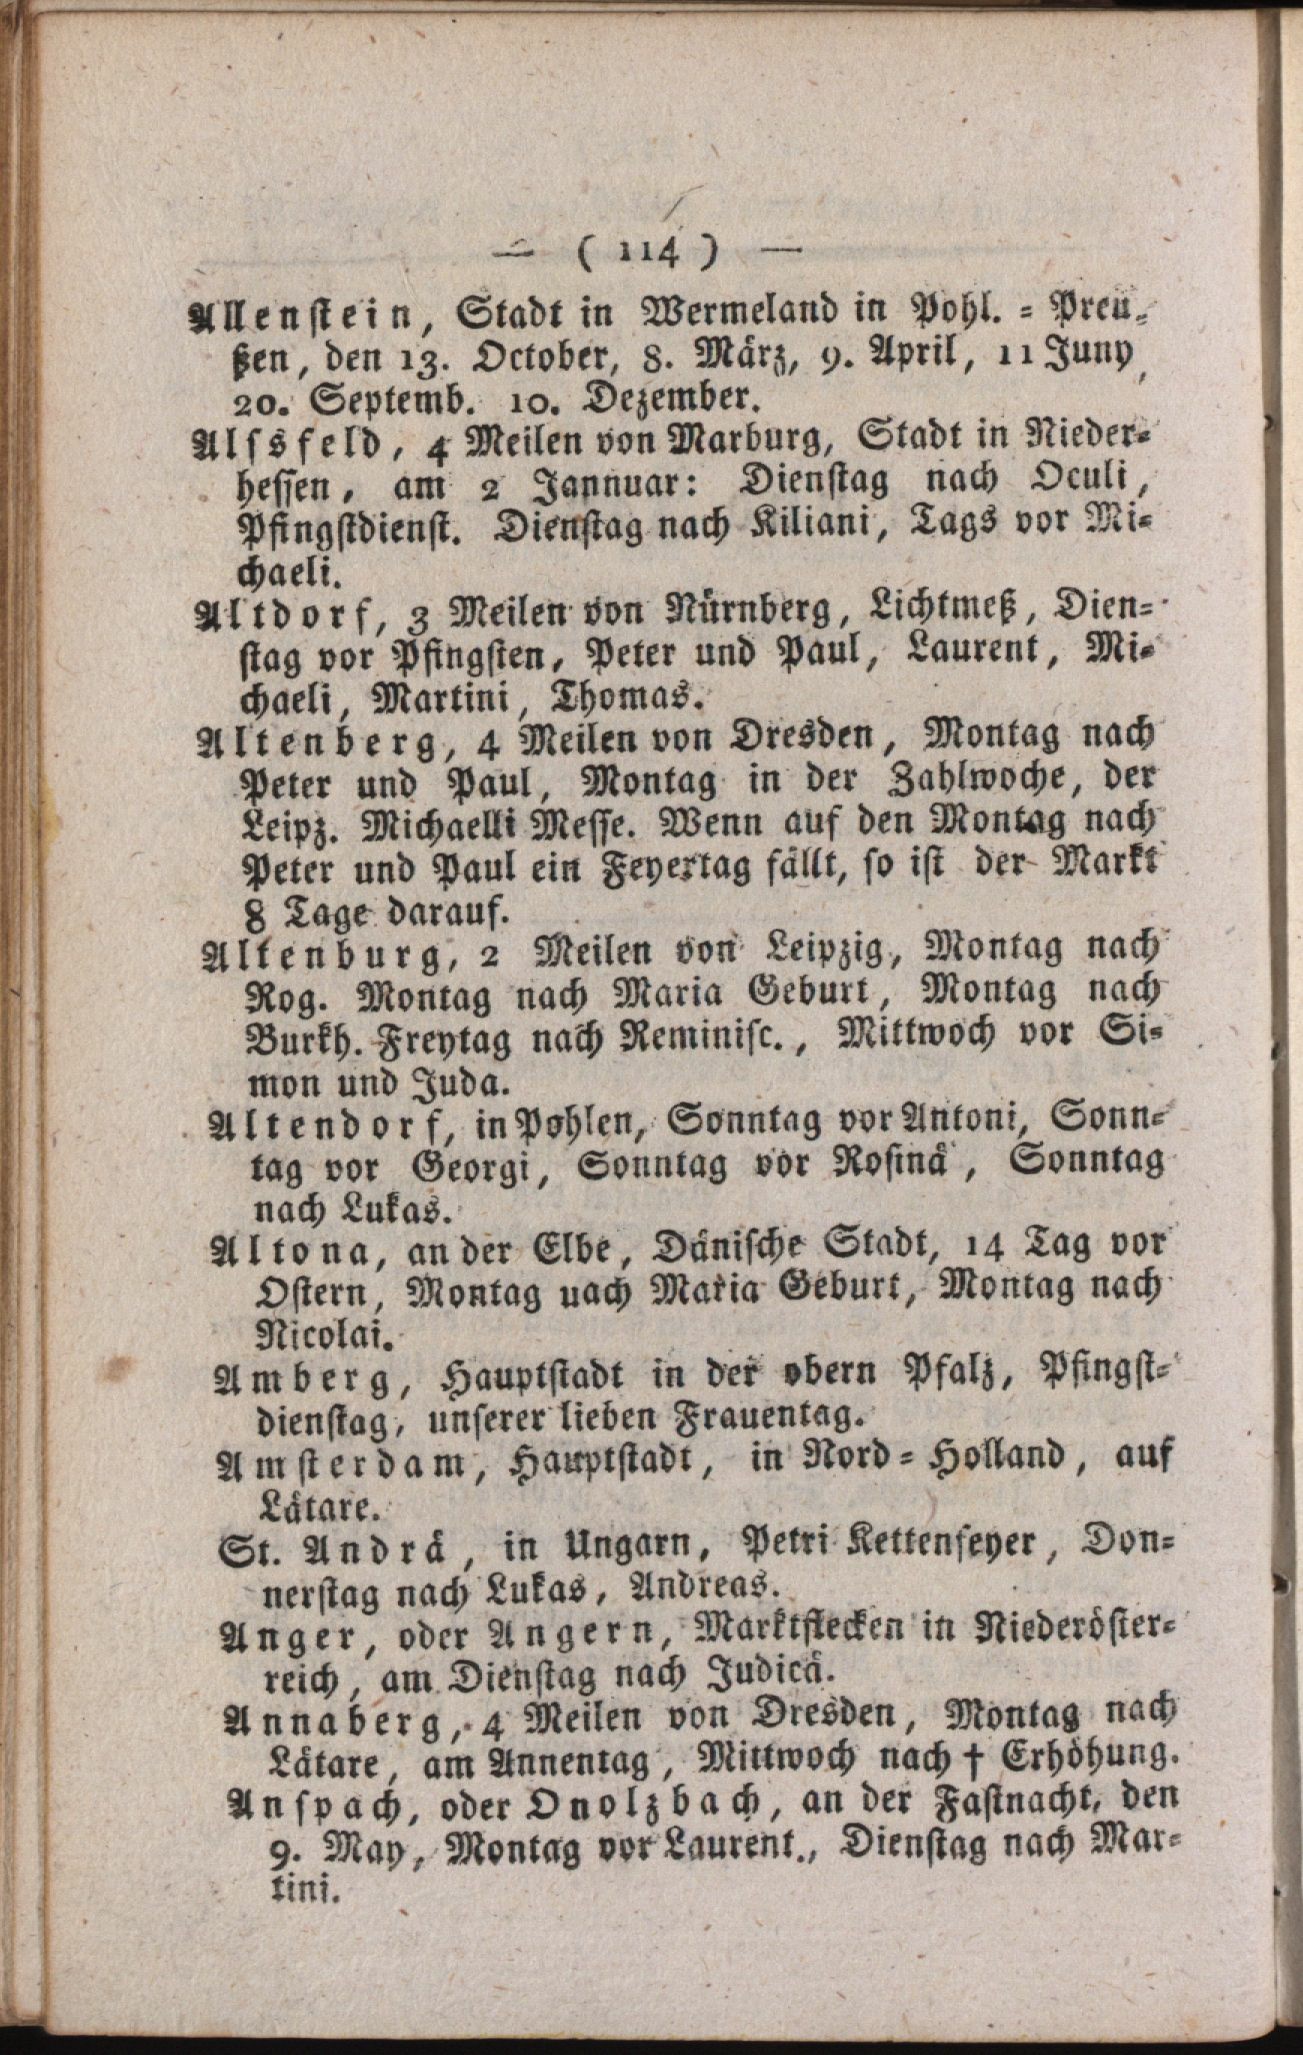 — ( 114 ) —
Allenstein, Stadt in Wermeland in Pohl. = Preu=
ßen, den 13. October, 8. März, 9. April, 11 Juny,
20. Septemb. 10. Dezember.
Alsfeld, 4 Meilen von Marburg, Stadt in Nieder=
hessen, am 2 Jannuar: Dienstag nach Oculi,
Pfingstdienst. Dienstag nach Kiliani, Tags vor Mi=
chaeli.
Altdorf, 3 Meilen von Nürnberg, Lichtmeß, Dien=
stag vor Pfingsten, Peter und Paul, Laurent, Mi=
chaeli, Martini, Thomas.
Altenberg, 4 Meilen von Dresden, Montag nach
Peter und Paul, Montag in der Zahlwoche, der
Leipz. Michaelli Messe. Wenn auf den Montag nach
Peter und Paul ein Feyertag fällt, so ist der Markt
8 Tage darauf.
Altenburg, 2 Meilen von Leipzig, Montag nach
Rog. Montag nach Maria Geburt, Montag nach
Burkh. Freytag nach Reminisc., Mittwoch vor Si=
mon und Juda.
Altendorf, in Pohlen, Sonntag vor Antoni, Sonn=
tag vor Georgi, Sonntag vor Rosinä, Sonntag
nach Lukas.
Altona, an der Elbe, Dänische Stadt, 14 Tag vor
Ostern, Montag uach Maria Geburt, Montag nach
Nicolai.
Amberg, Hauptstadt in der obern Pfalz, Pfingst=
dienstag, unserer lieben Frauentag.
Amsterdam, Hauptstadt, in Nord = Holland, auf
Lätare.
St. Andrä, in Ungarn, Petri Kettenfeyer, Don=
nerstag nach Lukas, Andreas.
Anger, oder Angern, Marktflecken in Niederöster=
reich, am Dienstag nach Judicä.
Annaberg, 4 Meilen von Dresden, Montag nach
Lätare, am Annentag, Mittwoch nach † Erhöhung.
Anspach, oder Onolzbach, an der Fastnacht, den
9. May, Montag vor Laurent., Dienstag nach Mar=
tini.